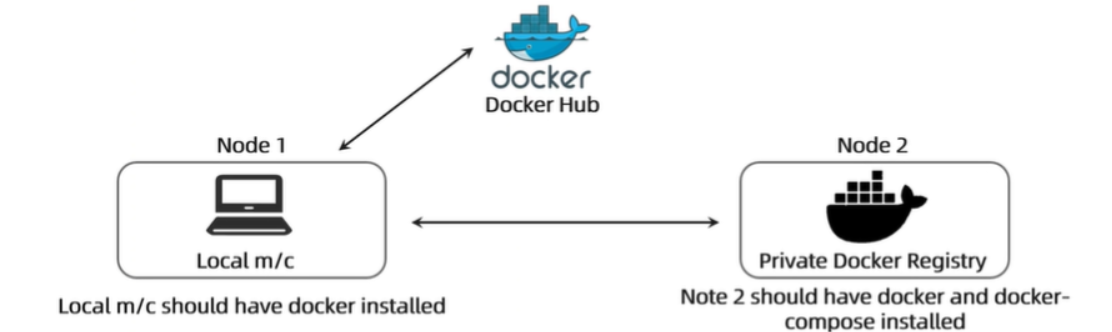 docker
Docker Hub
Node 1
Node 2
Local m/c
Private Docker Registry
Local m/c should have docker installed
Note 2 should have docker and docker-
compose installed